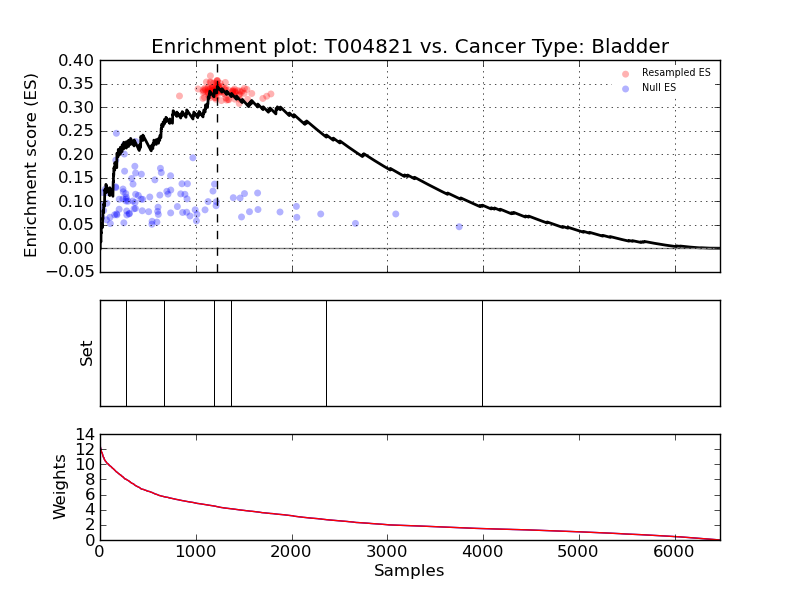 Enrichment plot: T004821 vs. Cancer Type: Bladder
Enrichment score (ES)
0.40
0.35
0.30
0.25
0.20
0.15
0.10
0.05
0.00
−0.05
Resampled ES
Null ES
Set
Weights
14
12
10
8
6
4
2
0
0 1000 2000 3000 4000 5000 6000
Samples